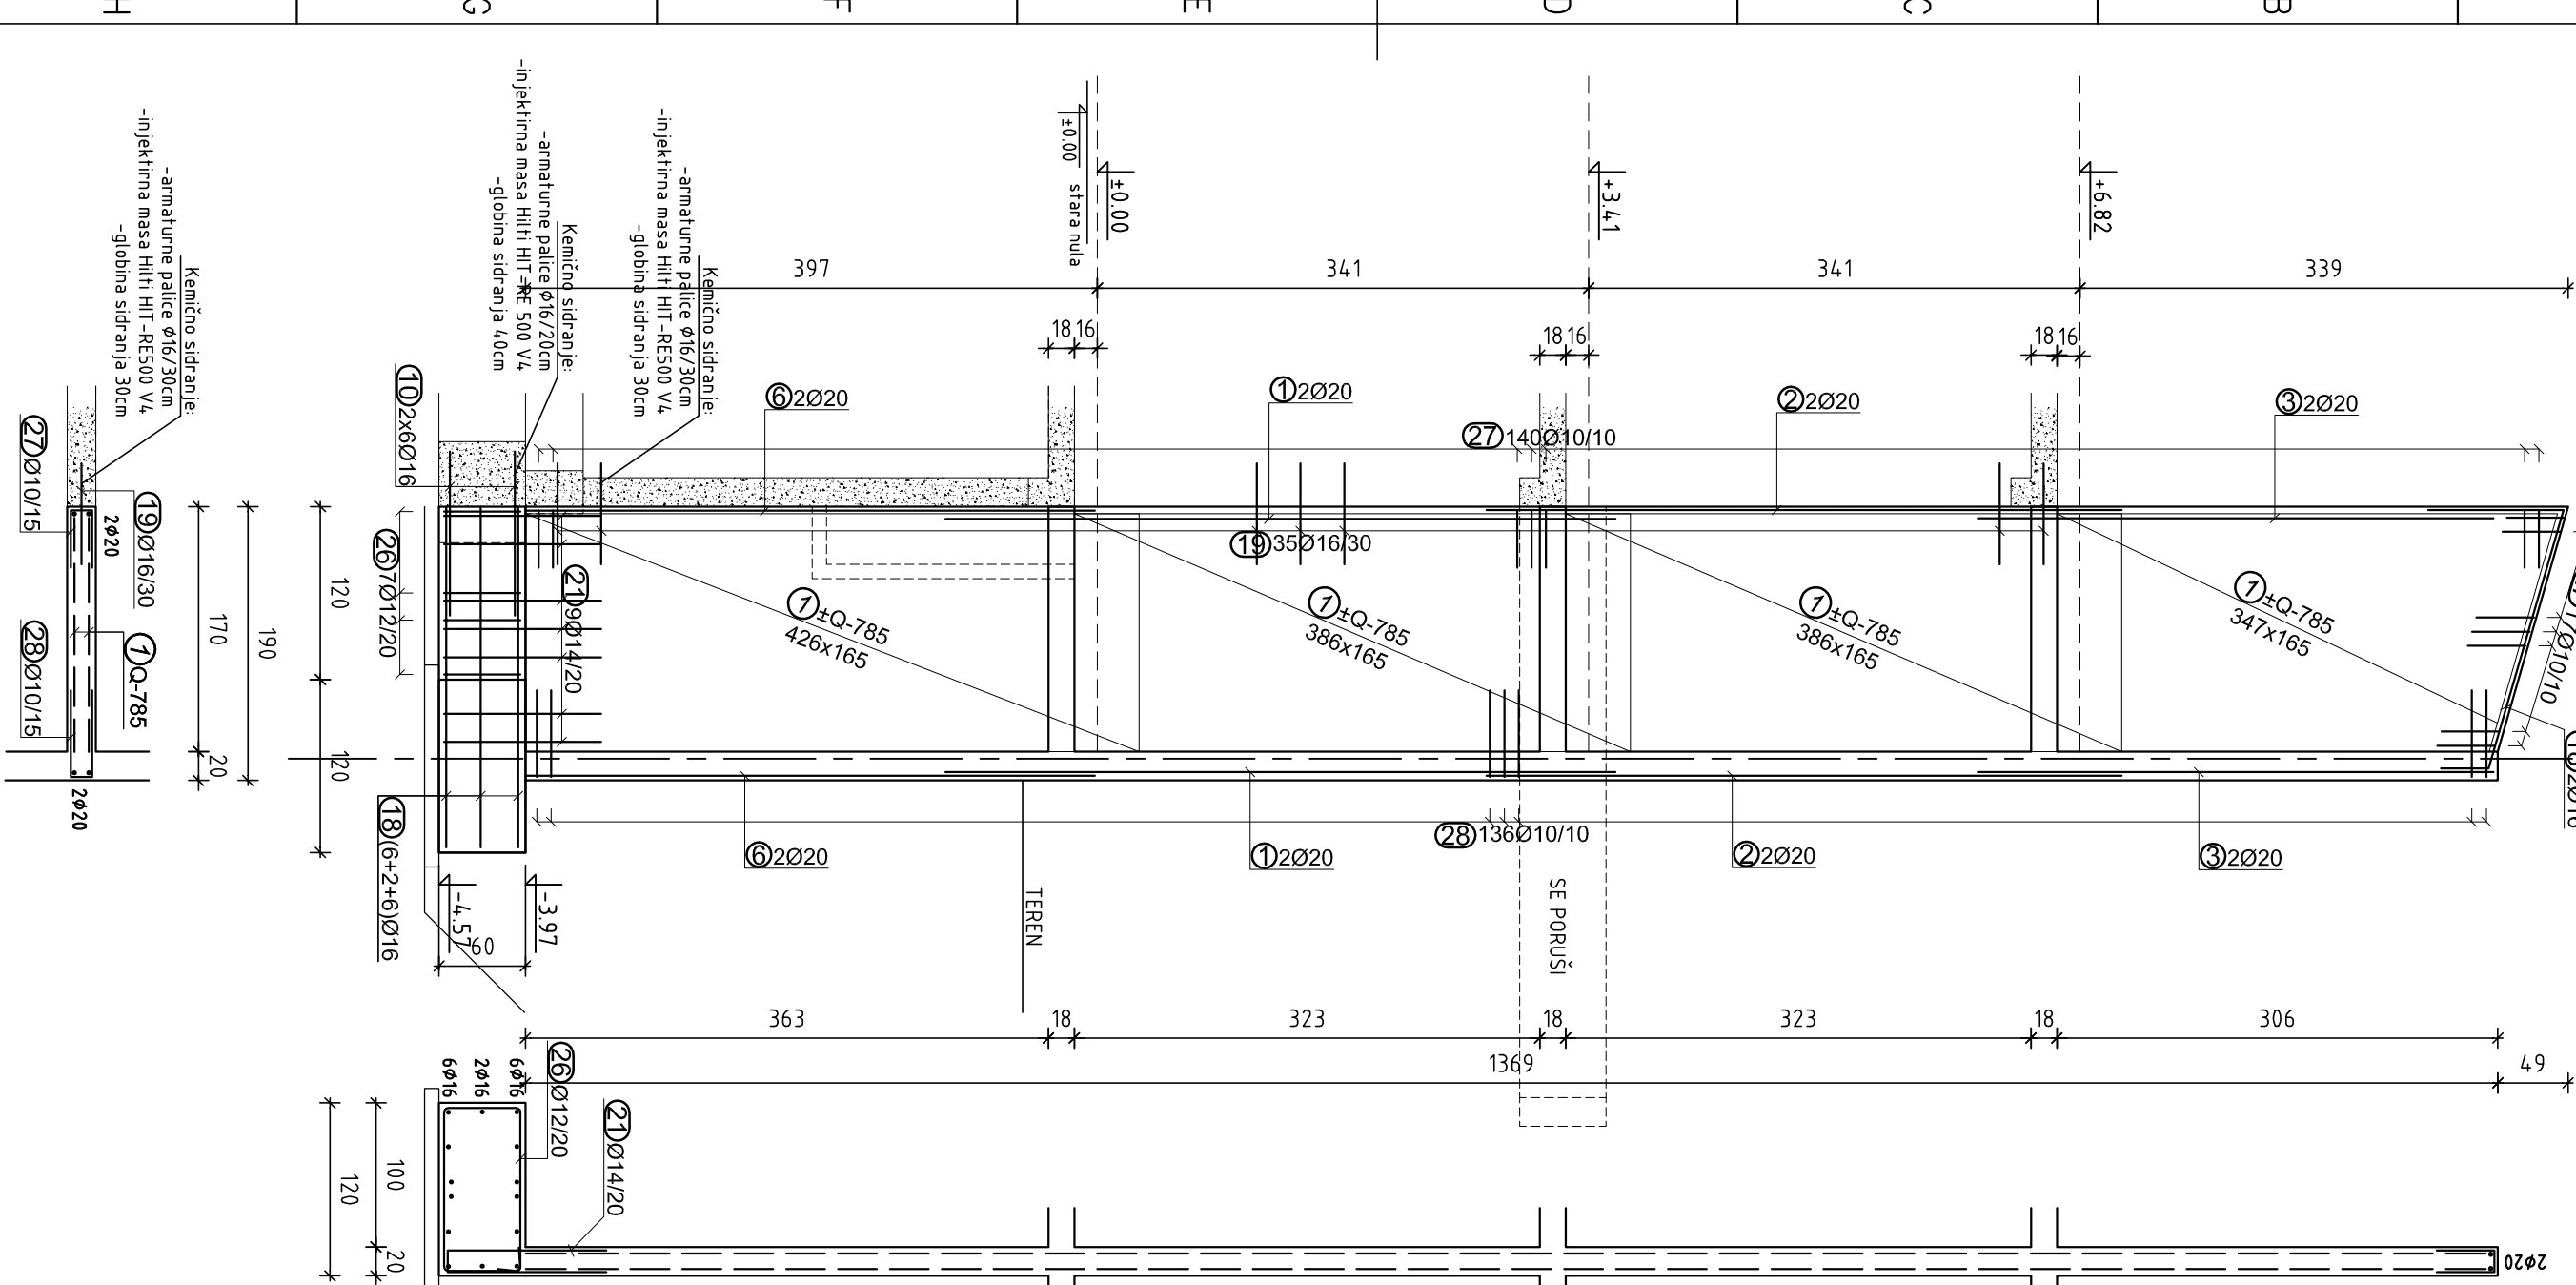 H
G
F
E
D
C
B
±0.00 stara nula
±0.00
+3.41
+6.82
397
341
341
339
18
16
18
16
18
16
Kemično sidranje:
-armaturne palice Ø16/30cm
-injektirna masa Hilti HIT-RE500 V4
-globina sidranja 30cm
Kemično sidranje:
-armaturne palice Ø16/20cm
-injektirna masa Hilti HIT-RE 500 V4
-globina sidranja 40cm
Kemično sidranje:
-armaturne palice Ø16/30cm
-injektirna masa Hilti HIT-RE500 V4
-globina sidranja 30cm
10 2x6Ø16
6 2Ø20
1 2Ø20
2 2Ø20
3 2Ø20
27 140Ø10/10
27 Ø10/15
19 Ø16/30
2Ø20
28 Ø10/15
1 Q-785
2Ø20
170
20
190
120
120
26 7Ø12/20
21 9Ø14/20
19 35Ø16/30
1 ±Q-785
426x165
1 ±Q-785
386x165
1 ±Q-785
386x165
1 ±Q-785
347x165
17Ø10/10
2Ø16
18 (6+2+6)Ø16
6 2Ø20
1 2Ø20
28 136Ø10/10
2 2Ø20
3 2Ø20
-4.57
-3.97
60
TEREN
SE PORUŠI
363
18
323
18
323
18
306
1369
49
6Ø16
2Ø16
6Ø16
26 Ø12/20
21 Ø14/20
100
20
120
2Ø20